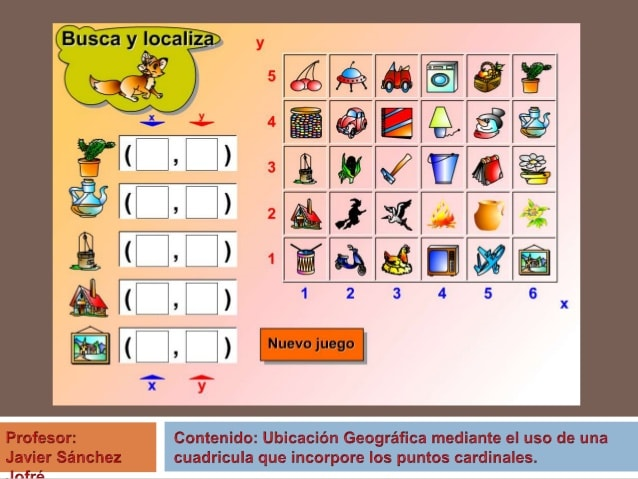 Busca y localiza
y
x y
5
4
3
2
1
( , )
( , )
( , )
( , )
( , )
1 2 3 4 5 6
x
Nuevo juego
x y
Profesor:
Javier Sánchez
Jofré
Contenido: Ubicación Geográfica mediante el uso de una
cuadricula que incorpore los puntos cardinales.